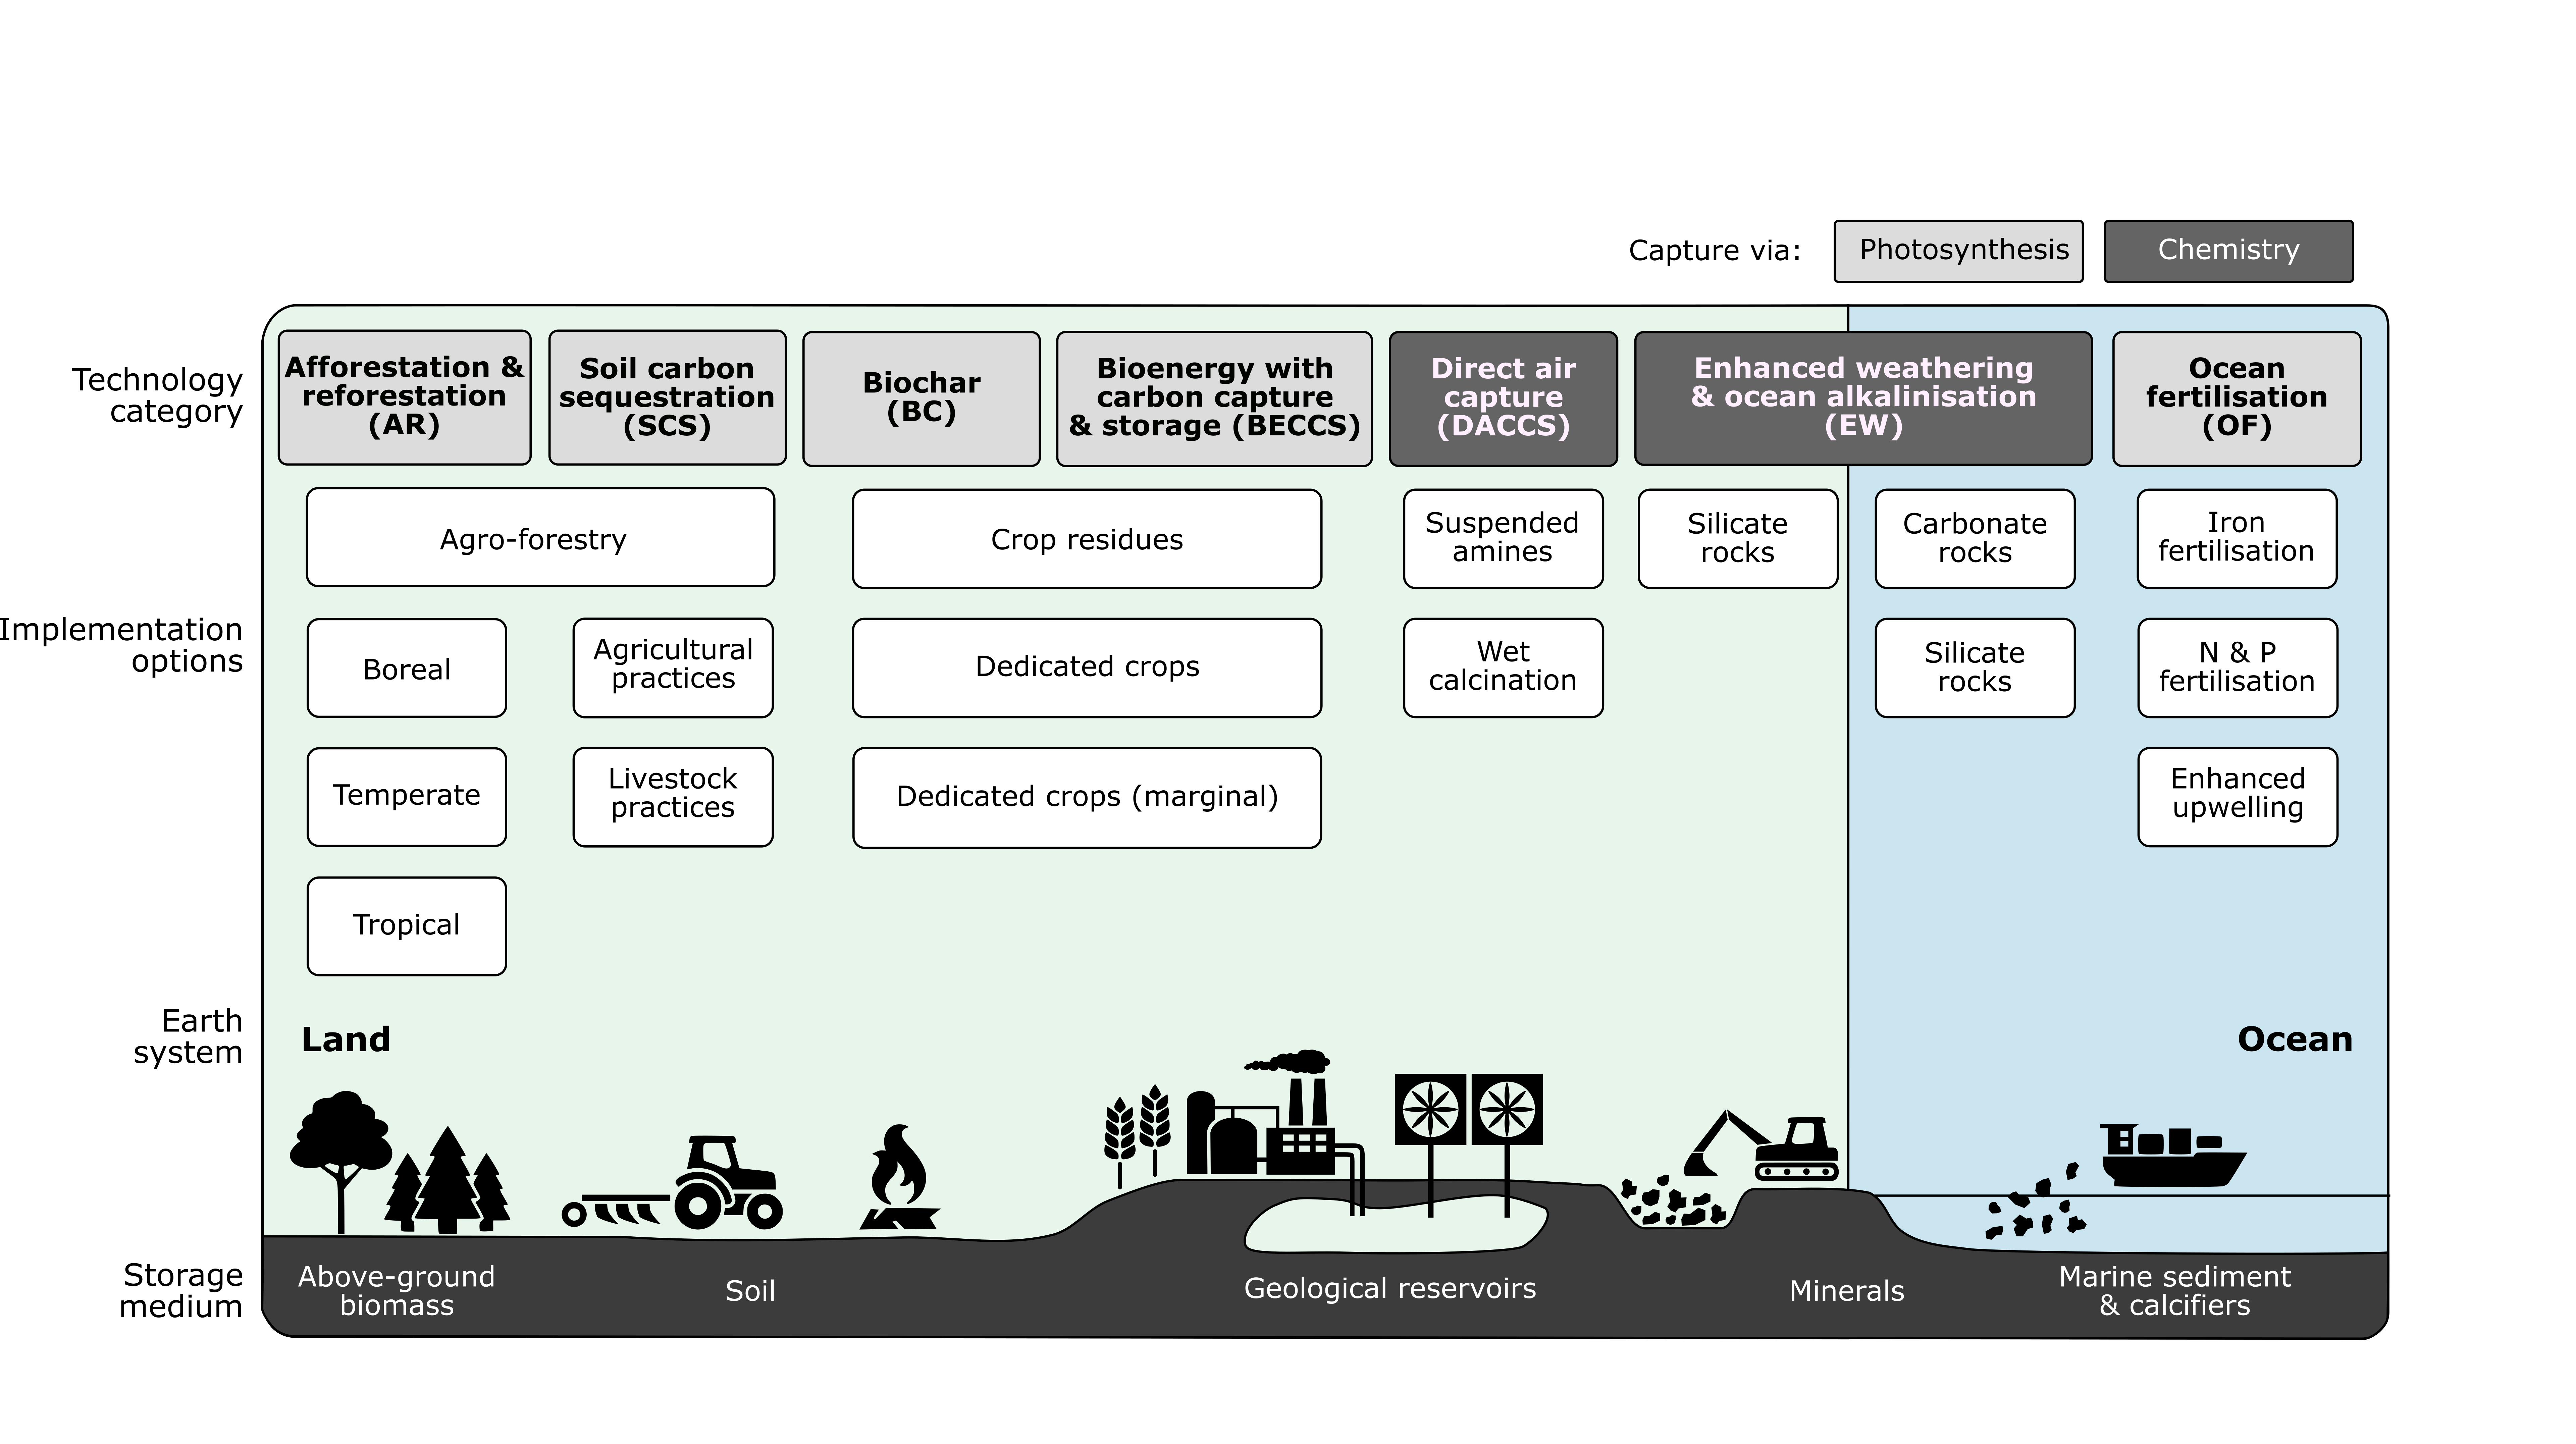 Capture via:
Photosynthesis
Chemistry
Technology
category
Afforestation &
reforestation
(AR)
Soil carbon
sequestration
(SCS)
Biochar
(BC)
Bioenergy with
carbon capture
& storage (BECCS)
Direct air
capture
(DACCS)
Enhanced weathering
& ocean alkalinisation
(EW)
Ocean
fertilisation
(OF)
Implementation
options
Agro-forestry
Crop residues
Suspended
amines
Silicate
rocks
Carbonate
rocks
Iron
fertilisation
Boreal
Agricultural
practices
Dedicated crops
Wet
calcination
Silicate
rocks
N & P
fertilisation
Temperate
Livestock
practices
Dedicated crops (marginal)
Enhanced
upwelling
Tropical
Earth
system
Land
Ocean
Storage
medium
Above-ground
biomass
Soil
Geological reservoirs
Minerals
Marine sediment
& calcifiers